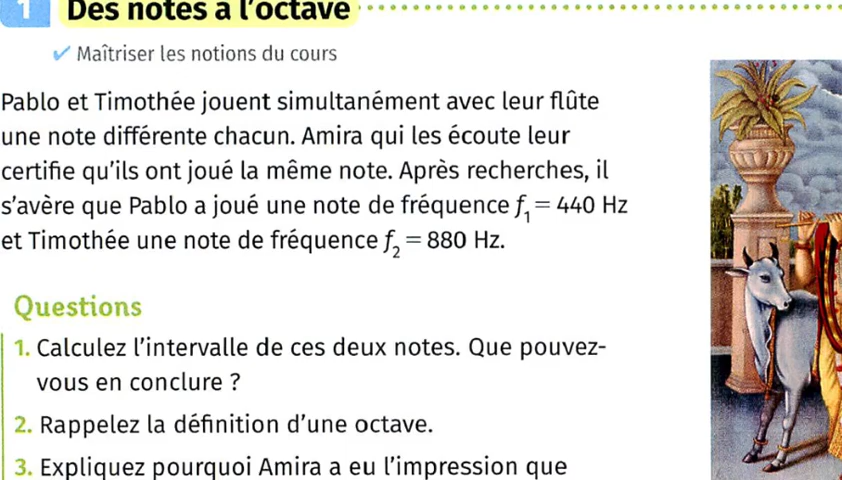 1 Des notes à l'octave
✔ Maîtriser les notions du cours
Pablo et Timothée jouent simultanément avec leur flûte
une note différente chacun. Amira qui les écoute leur
certifie qu'ils ont joué la même note. Après recherches, il
s'avère que Pablo a joué une note de fréquence f₁ = 440 Hz
et Timothée une note de fréquence f₂ = 880 Hz.
Questions
1. Calculez l'intervalle de ces deux notes. Que pouvez-
vous en conclure ?
2. Rappelez la définition d'une octave.
3. Expliquez pourquoi Amira a eu l'impression que